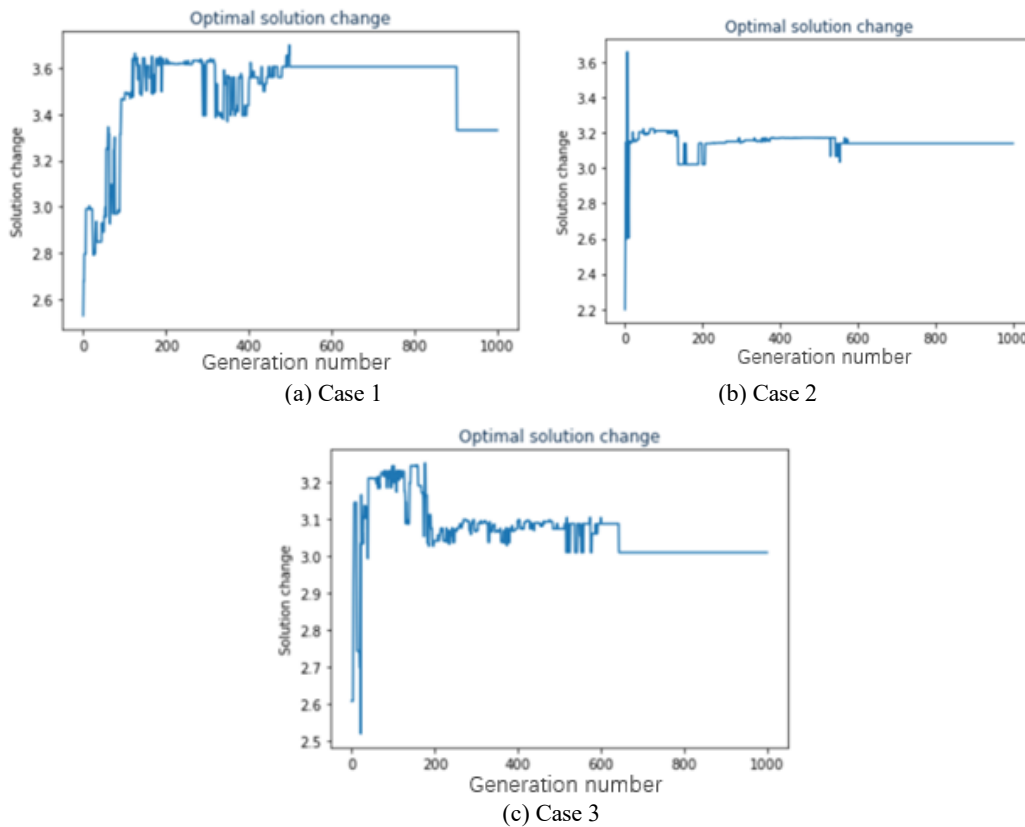 Optimal solution change
3.6
3.4
3.2
3.0
2.8
2.6
Solution change
0 200 400 600 800 1000
Generation number
(a) Case 1
Optimal solution change
3.6
3.4
3.2
3.0
2.8
2.6
2.4
2.2
Solution change
0 200 400 600 800 1000
Generation number
(b) Case 2
Optimal solution change
3.2
3.1
3.0
2.9
2.8
2.7
2.6
2.5
Solution change
0 200 400 600 800 1000
Generation number
(c) Case 3